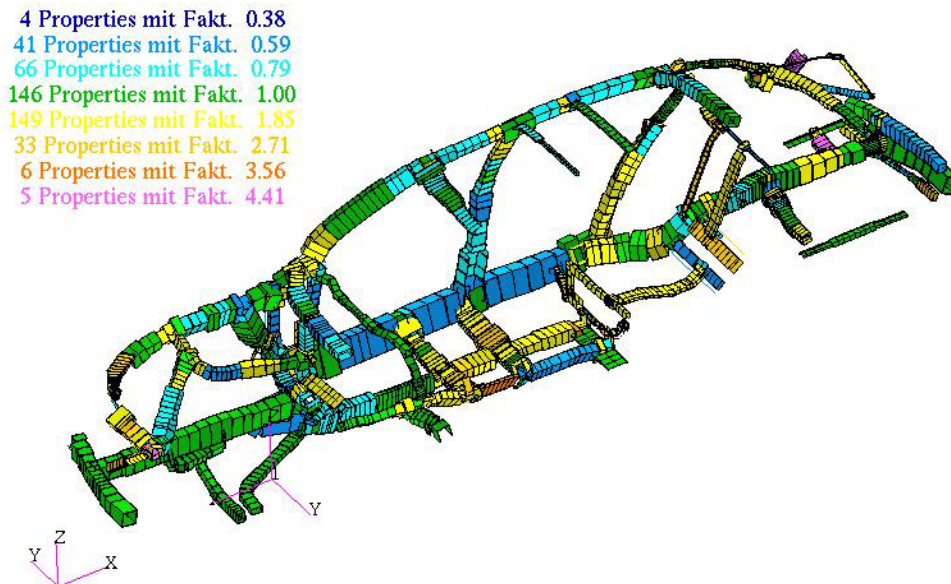 4 Properties mit Fakt. 0.38
41 Properties mit Fakt. 0.59
66 Properties mit Fakt. 0.79
146 Properties mit Fakt. 1.00
149 Properties mit Fakt. 1.85
33 Properties mit Fakt. 2.71
6 Properties mit Fakt. 3.56
5 Properties mit Fakt. 4.41
Y
Z
Y
X